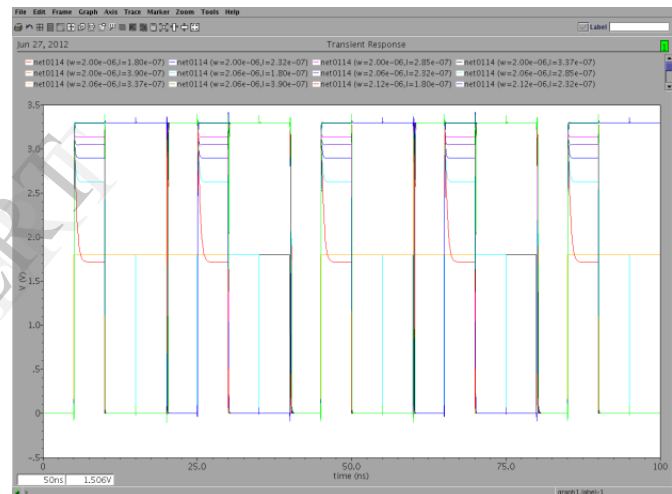 File Edit Frame Graph Axis Trace Marker Zoom Tools Help
Label
Jun 27, 2012 Transient Response 1
net0114 (w=2.00e-06,l=1.80e-07) net0114 (w=2.00e-06,l=2.32e-07) net0114 (w=2.00e-06,l=2.85e-07) net0114 (w=2.00e-06,l=3.37e-07)
net0114 (w=2.00e-06,l=3.90e-07) net0114 (w=2.06e-06,l=1.80e-07) net0114 (w=2.06e-06,l=2.32e-07) net0114 (w=2.06e-06,l=2.85e-07)
net0114 (w=2.06e-06,l=3.37e-07) net0114 (w=2.06e-06,l=3.90e-07) net0114 (w=2.12e-06,l=1.80e-07) net0114 (w=2.12e-06,l=2.32e-07)
3.5
3.0
2.5
2.0
V (V)
1.5
1.0
.5
0
-.5
0 25.0 50.0 75.0 100
time (ns)
50ns 1.506V
ERT